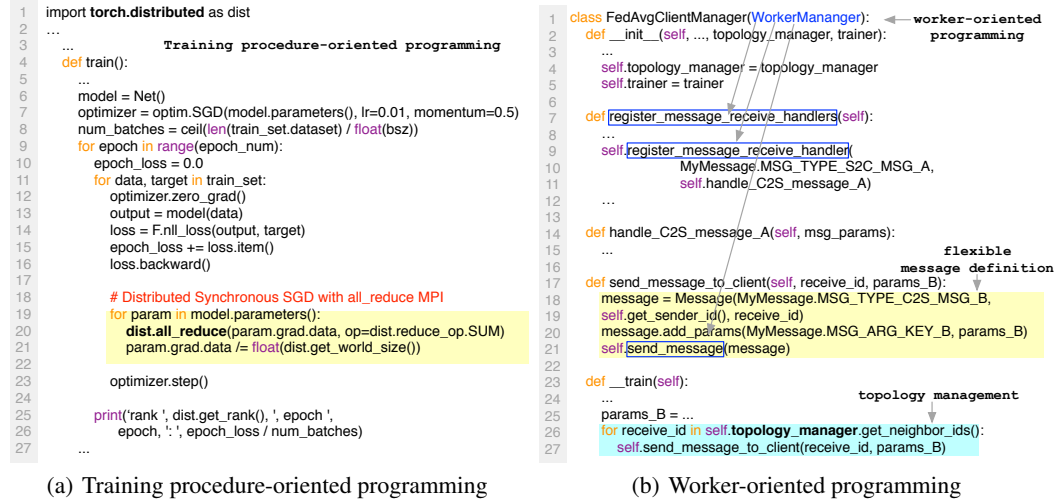 1 import torch.distributed as dist
2 ...
3 ... Training procedure-oriented programming
4 def train():
5 ...
6 model = Net()
7 optimizer = optim.SGD(model.parameters(), lr=0.01, momentum=0.5)
8 num_batches = ceil(len(train_set.dataset) / float(bsz))
9 for epoch in range(epoch_num):
10 epoch_loss = 0.0
11 for data, target in train_set:
12 optimizer.zero_grad()
13 output = model(data)
14 loss = F.nll_loss(output, target)
15 epoch_loss += loss.item()
16 loss.backward()
17
18 # Distributed Synchronous SGD with all_reduce MPI
19 for param in model.parameters():
20 dist.all_reduce(param.grad.data, op=dist.reduce_op.SUM)
21 param.grad.data /= float(dist.get_world_size())
22
23 optimizer.step()
24
25 print('rank ', dist.get_rank(), ', epoch ',
26 epoch, ': ', epoch_loss / num_batches)
27 ...
(a) Training procedure-oriented programming
1 class FedAvgClientManager(WorkerMananger): worker-oriented
2 def __init__(self, ..., topology_manager, trainer): programming
3 ...
4 self.topology_manager = topology_manager
5 self.trainer = trainer
6
7 def register_message_receive_handlers(self):
8 ...
9 self.register_message_receive_handler(
10 MyMessage.MSG_TYPE_S2C_MSG_A,
11 self.handle_C2S_message_A)
12 ...
13
14 def handle_C2S_message_A(self, msg_params):
15 ... flexible
16 message definition
17 def send_message_to_client(self, receive_id, params_B):
18 message = Message(MyMessage.MSG_TYPE_C2S_MSG_B,
19 self.get_sender_id(), receive_id)
20 message.add_params(MyMessage.MSG_ARG_KEY_B, params_B)
21 self.send_message(message)
22
23 def __train(self):
24 ... topology management
25 params_B = ...
26 for receive_id in self.topology_manager.get_neighbor_ids():
27 self.send_message_to_client(receive_id, params_B)
(b) Worker-oriented programming